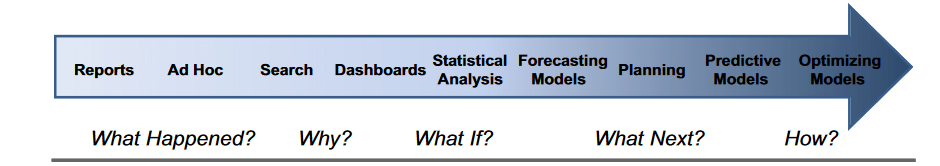 Reports Ad Hoc Search Dashboards Statistical Analysis Forecasting Models Planning Predictive Models Optimizing Models
What Happened? Why? What If? What Next? How?